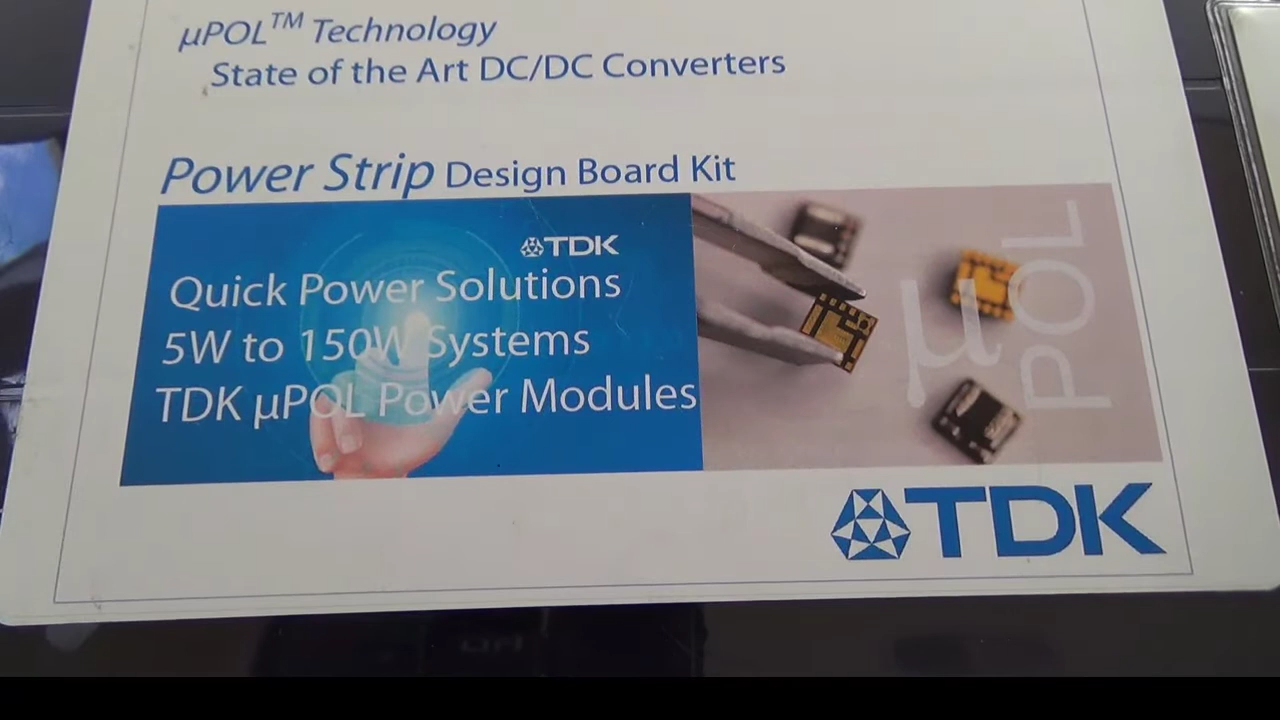 µPOL™ Technology
State of the Art DC/DC Converters
Power Strip Design Board Kit
TDK
Quick Power Solutions
5W to 150W Systems
TDK µPOL Power Modules
µ
POL
TDK